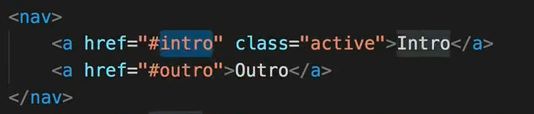 <nav>
    <a href="#intro" class="active">Intro</a>
    <a href="#outro">Outro</a>
</nav>